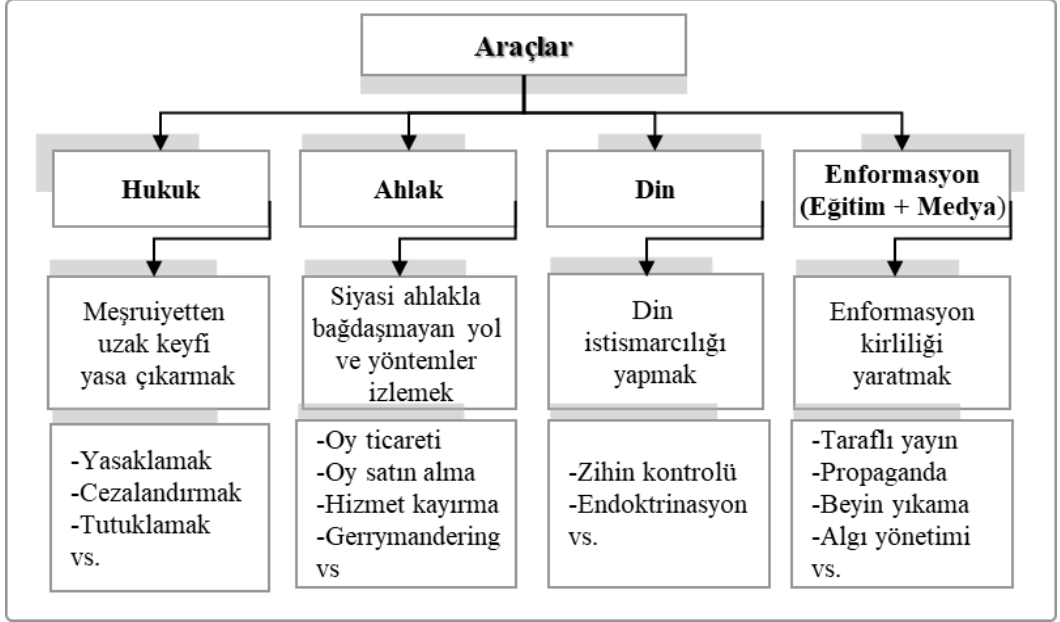 Araçlar
Hukuk
Meşruiyetten
uzak keyfi
yasa çıkarmak
-Yasaklamak
-Cezalandırmak
-Tutuklamak
vs.
Ahlak
Siyasi ahlakla
bağdaşmayan yol
ve yöntemler
izlemek
-Oy ticareti
-Oy satın alma
-Hizmet kayırma
-Gerrymandering
vs
Din
Din
istismarcılığı
yapmak
-Zihin kontrolü
-Endoktrinasyon
vs.
Enformasyon
(Eğitim + Medya)
Enformasyon
kirliliği
yaratmak
-Taraflı yayın
-Propaganda
-Beyin yıkama
-Algı yönetimi
vs.